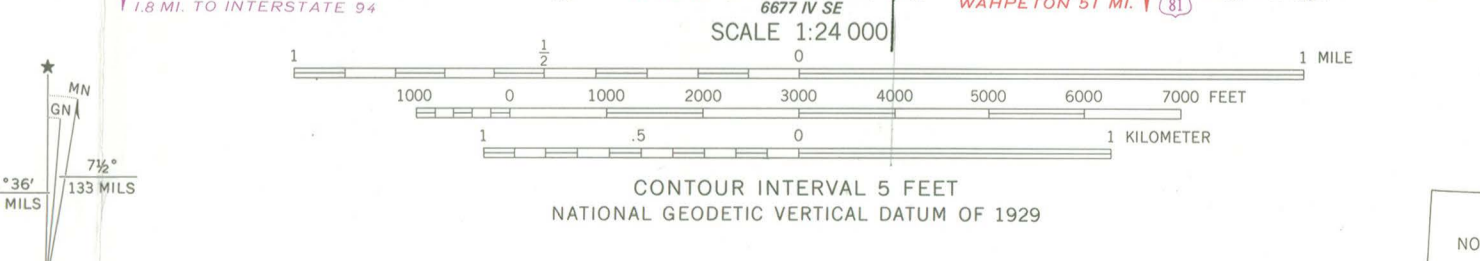 1.8 MI. TO INTERSTATE 94
6677 IV SE
WAHPETON 51 MI. 81
SCALE 1:24 000
1 1/2 0 1 MILE
1000 0 1000 2000 3000 4000 5000 6000 7000 FEET
1 .5 0 1 KILOMETER
MN
GN
7½°
133 MILS
°36′
MILS
CONTOUR INTERVAL 5 FEET
NATIONAL GEODETIC VERTICAL DATUM OF 1929
NO